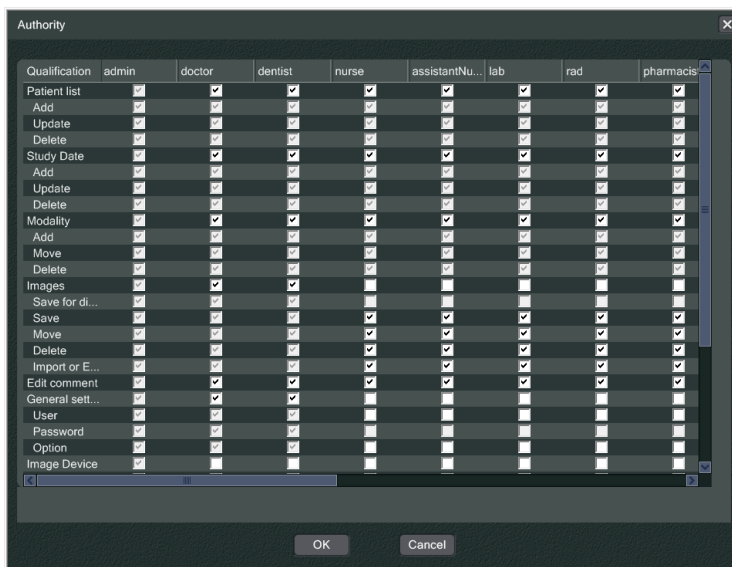 Authority
Qualification admin doctor dentist nurse assistantNu... lab rad pharmacis
Patient list
Add
Update
Delete
Study Date
Add
Update
Delete
Modality
Add
Move
Delete
Images
Save for di...
Save
Move
Delete
Import or E...
Edit comment
General sett...
User
Password
Option
Image Device
OK Cancel